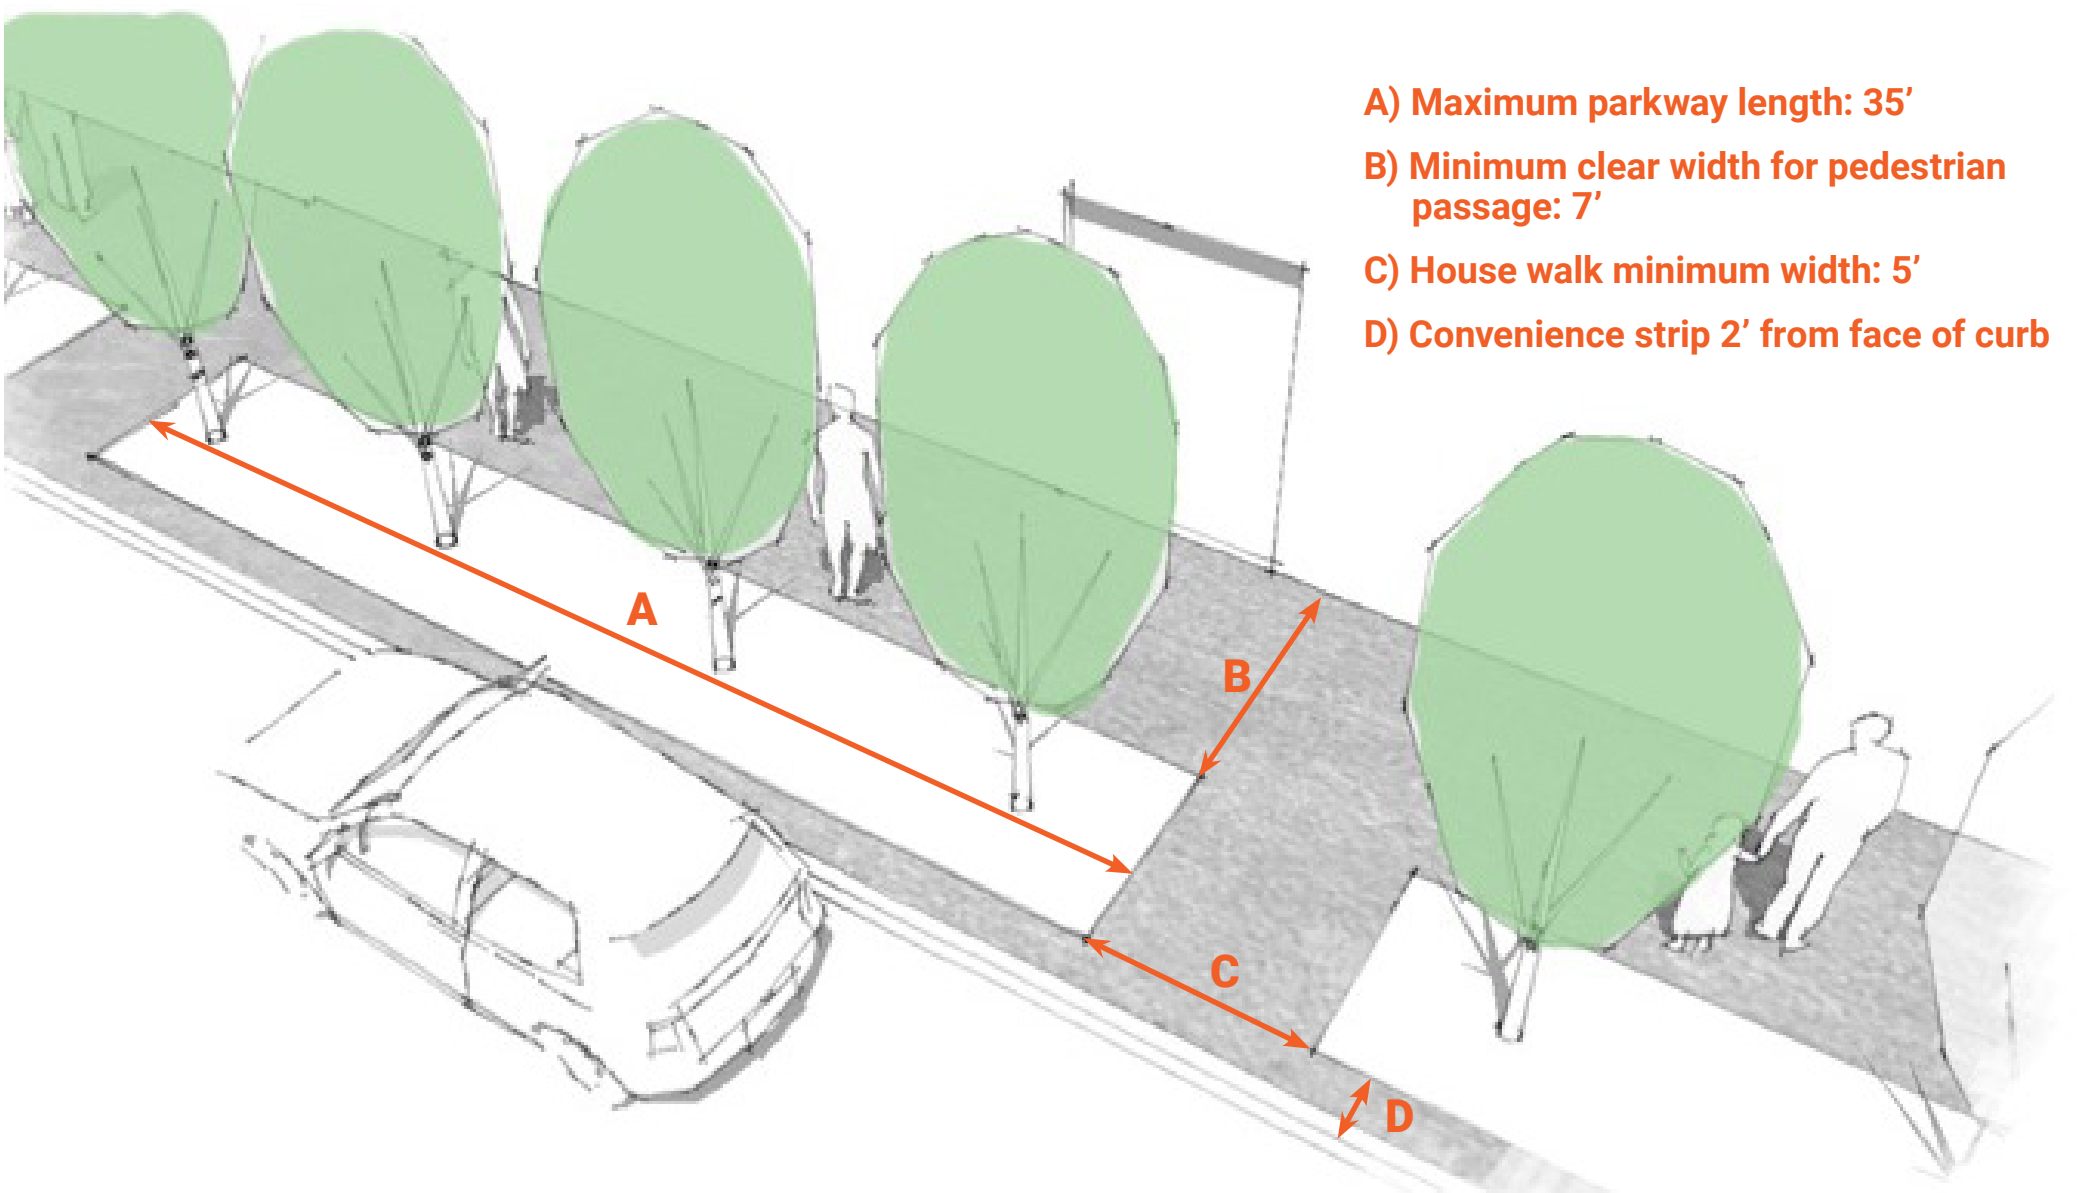 A) Maximum parkway length: 35’
B) Minimum clear width for pedestrian
passage: 7’
C) House walk minimum width: 5’
D) Convenience strip 2’ from face of curb
A
B
C
D